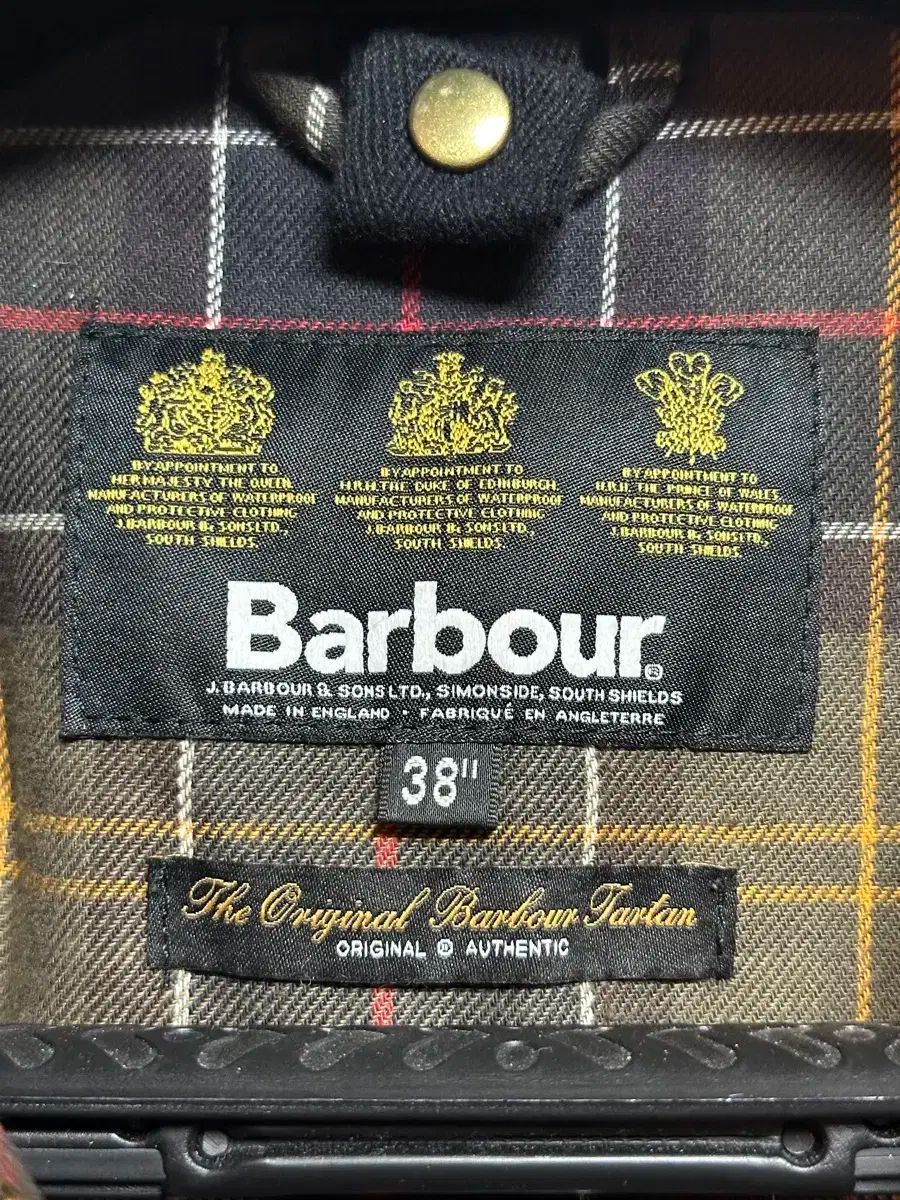 BY APPOINTMENT TO
HER MAJESTY THE QUEEN
MANUFACTURERS OF WATERPROOF
AND PROTECTIVE CLOTHING
J. BARBOUR & SONS LTD.,
SOUTH SHIELDS.
BY APPOINTMENT TO
H.R.H. THE DUKE OF EDINBURGH
MANUFACTURERS OF WATERPROOF
AND PROTECTIVE CLOTHING
J. BARBOUR & SONS LTD.,
SOUTH SHIELDS.
BY APPOINTMENT TO
H.R.H. THE PRINCE OF WALES
MANUFACTURERS OF WATERPROOF
AND PROTECTIVE CLOTHING
J. BARBOUR & SONS LTD.,
SOUTH SHIELDS.
Barbour®
J. BARBOUR & SONS LTD., SIMONSIDE, SOUTH SHIELDS
MADE IN ENGLAND · FABRIQUÉ EN ANGLETERRE
38"
The Original Barbour Tartan
ORIGINAL ® AUTHENTIC